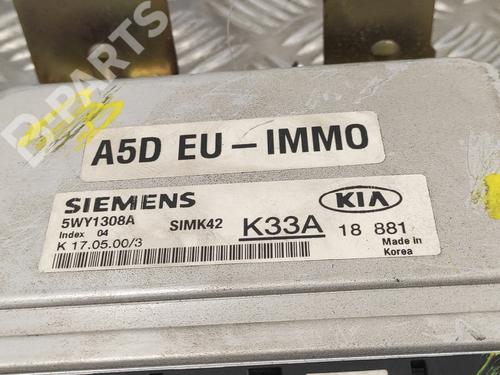 B-PARTS
A5D EU - IMMO
SIEMENS
5WY1308A SIMK42 K33A KIA
Index 04 18 881
K 17.05.00/3 Made in
Korea